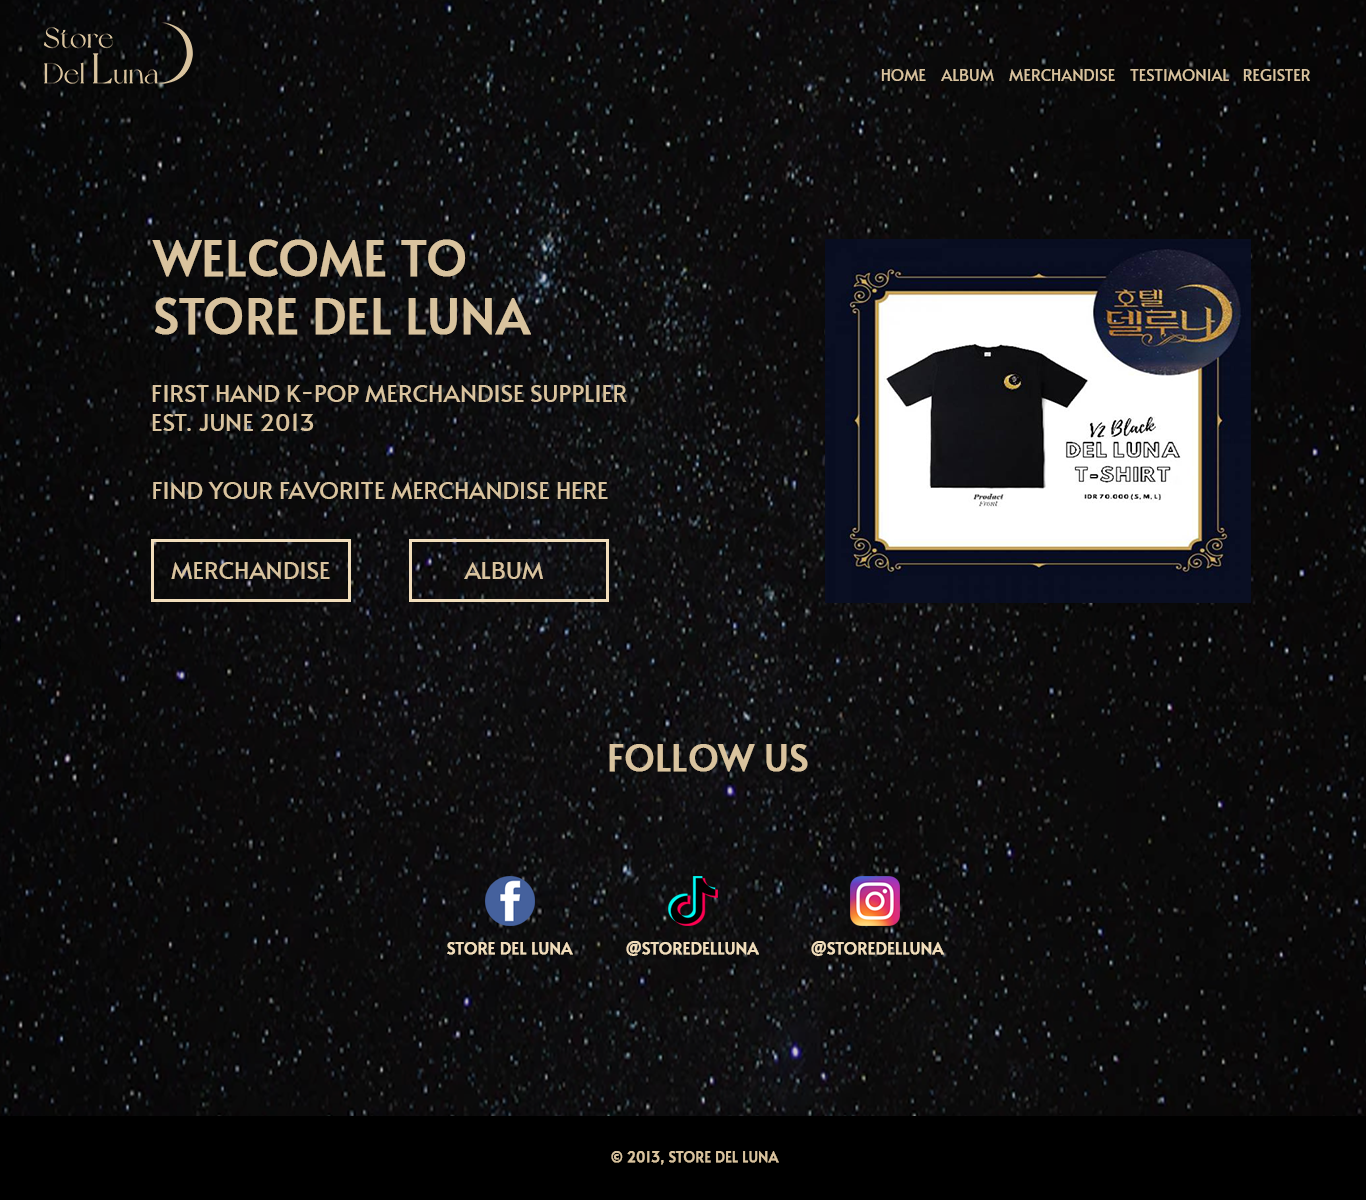 Store
Del Luna
HOME ALBUM MERCHANDISE TESTIMONIAL REGISTER
WELCOME TO
STORE DEL LUNA
FIRST HAND K-POP MERCHANDISE SUPPLIER
EST. JUNE 2013
FIND YOUR FAVORITE MERCHANDISE HERE
MERCHANDISE
ALBUM
호텔
델루나
V2 Black
DEL LUNA
T-SHIRT
IDR 70.000 (S, M, L)
Product
Front
FOLLOW US
STORE DEL LUNA
@STOREDELLUNA
@STOREDELLUNA
© 2013, STORE DEL LUNA